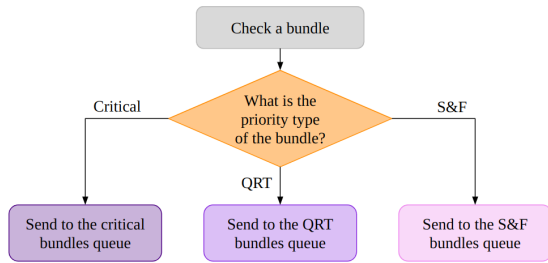 Check a bundle
What is the
priority type
of the bundle?
Critical
S&F
QRT
Send to the critical
bundles queue
Send to the QRT
bundles queue
Send to the S&F
bundles queue